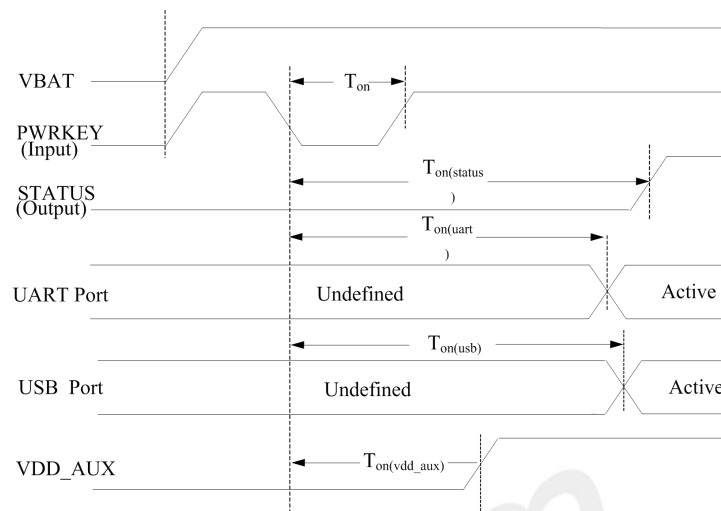 VBAT
Ton
PWRKEY
(Input)
STATUS
(Output)
Ton(status
)
Ton(uart
)
UART Port
Undefined
Active
Ton(usb)
USB Port
Undefined
Active
VDD_AUX
Ton(vdd_aux)